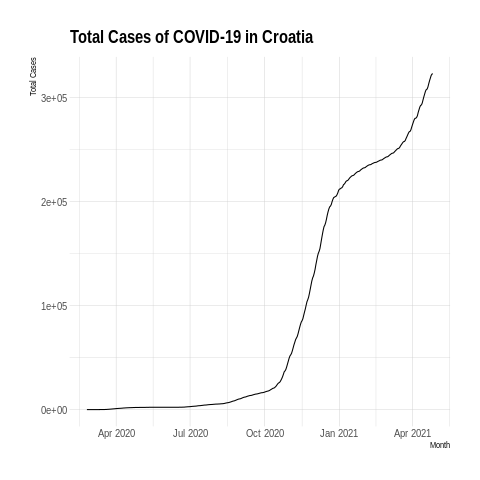 Total Cases of COVID-19 in Croatia
Total Cases
3e+05
2e+05
1e+05
0e+00
Apr 2020 Jul 2020 Oct 2020 Jan 2021 Apr 2021
Month